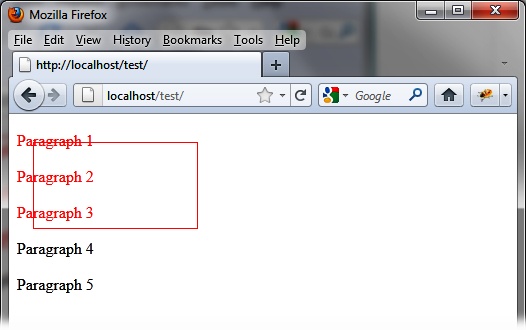 Mozilla Firefox
File Edit View History Bookmarks Tools Help
http://localhost/test/
localhost/test/ Google
Paragraph 1
Paragraph 2
Paragraph 3
Paragraph 4
Paragraph 5